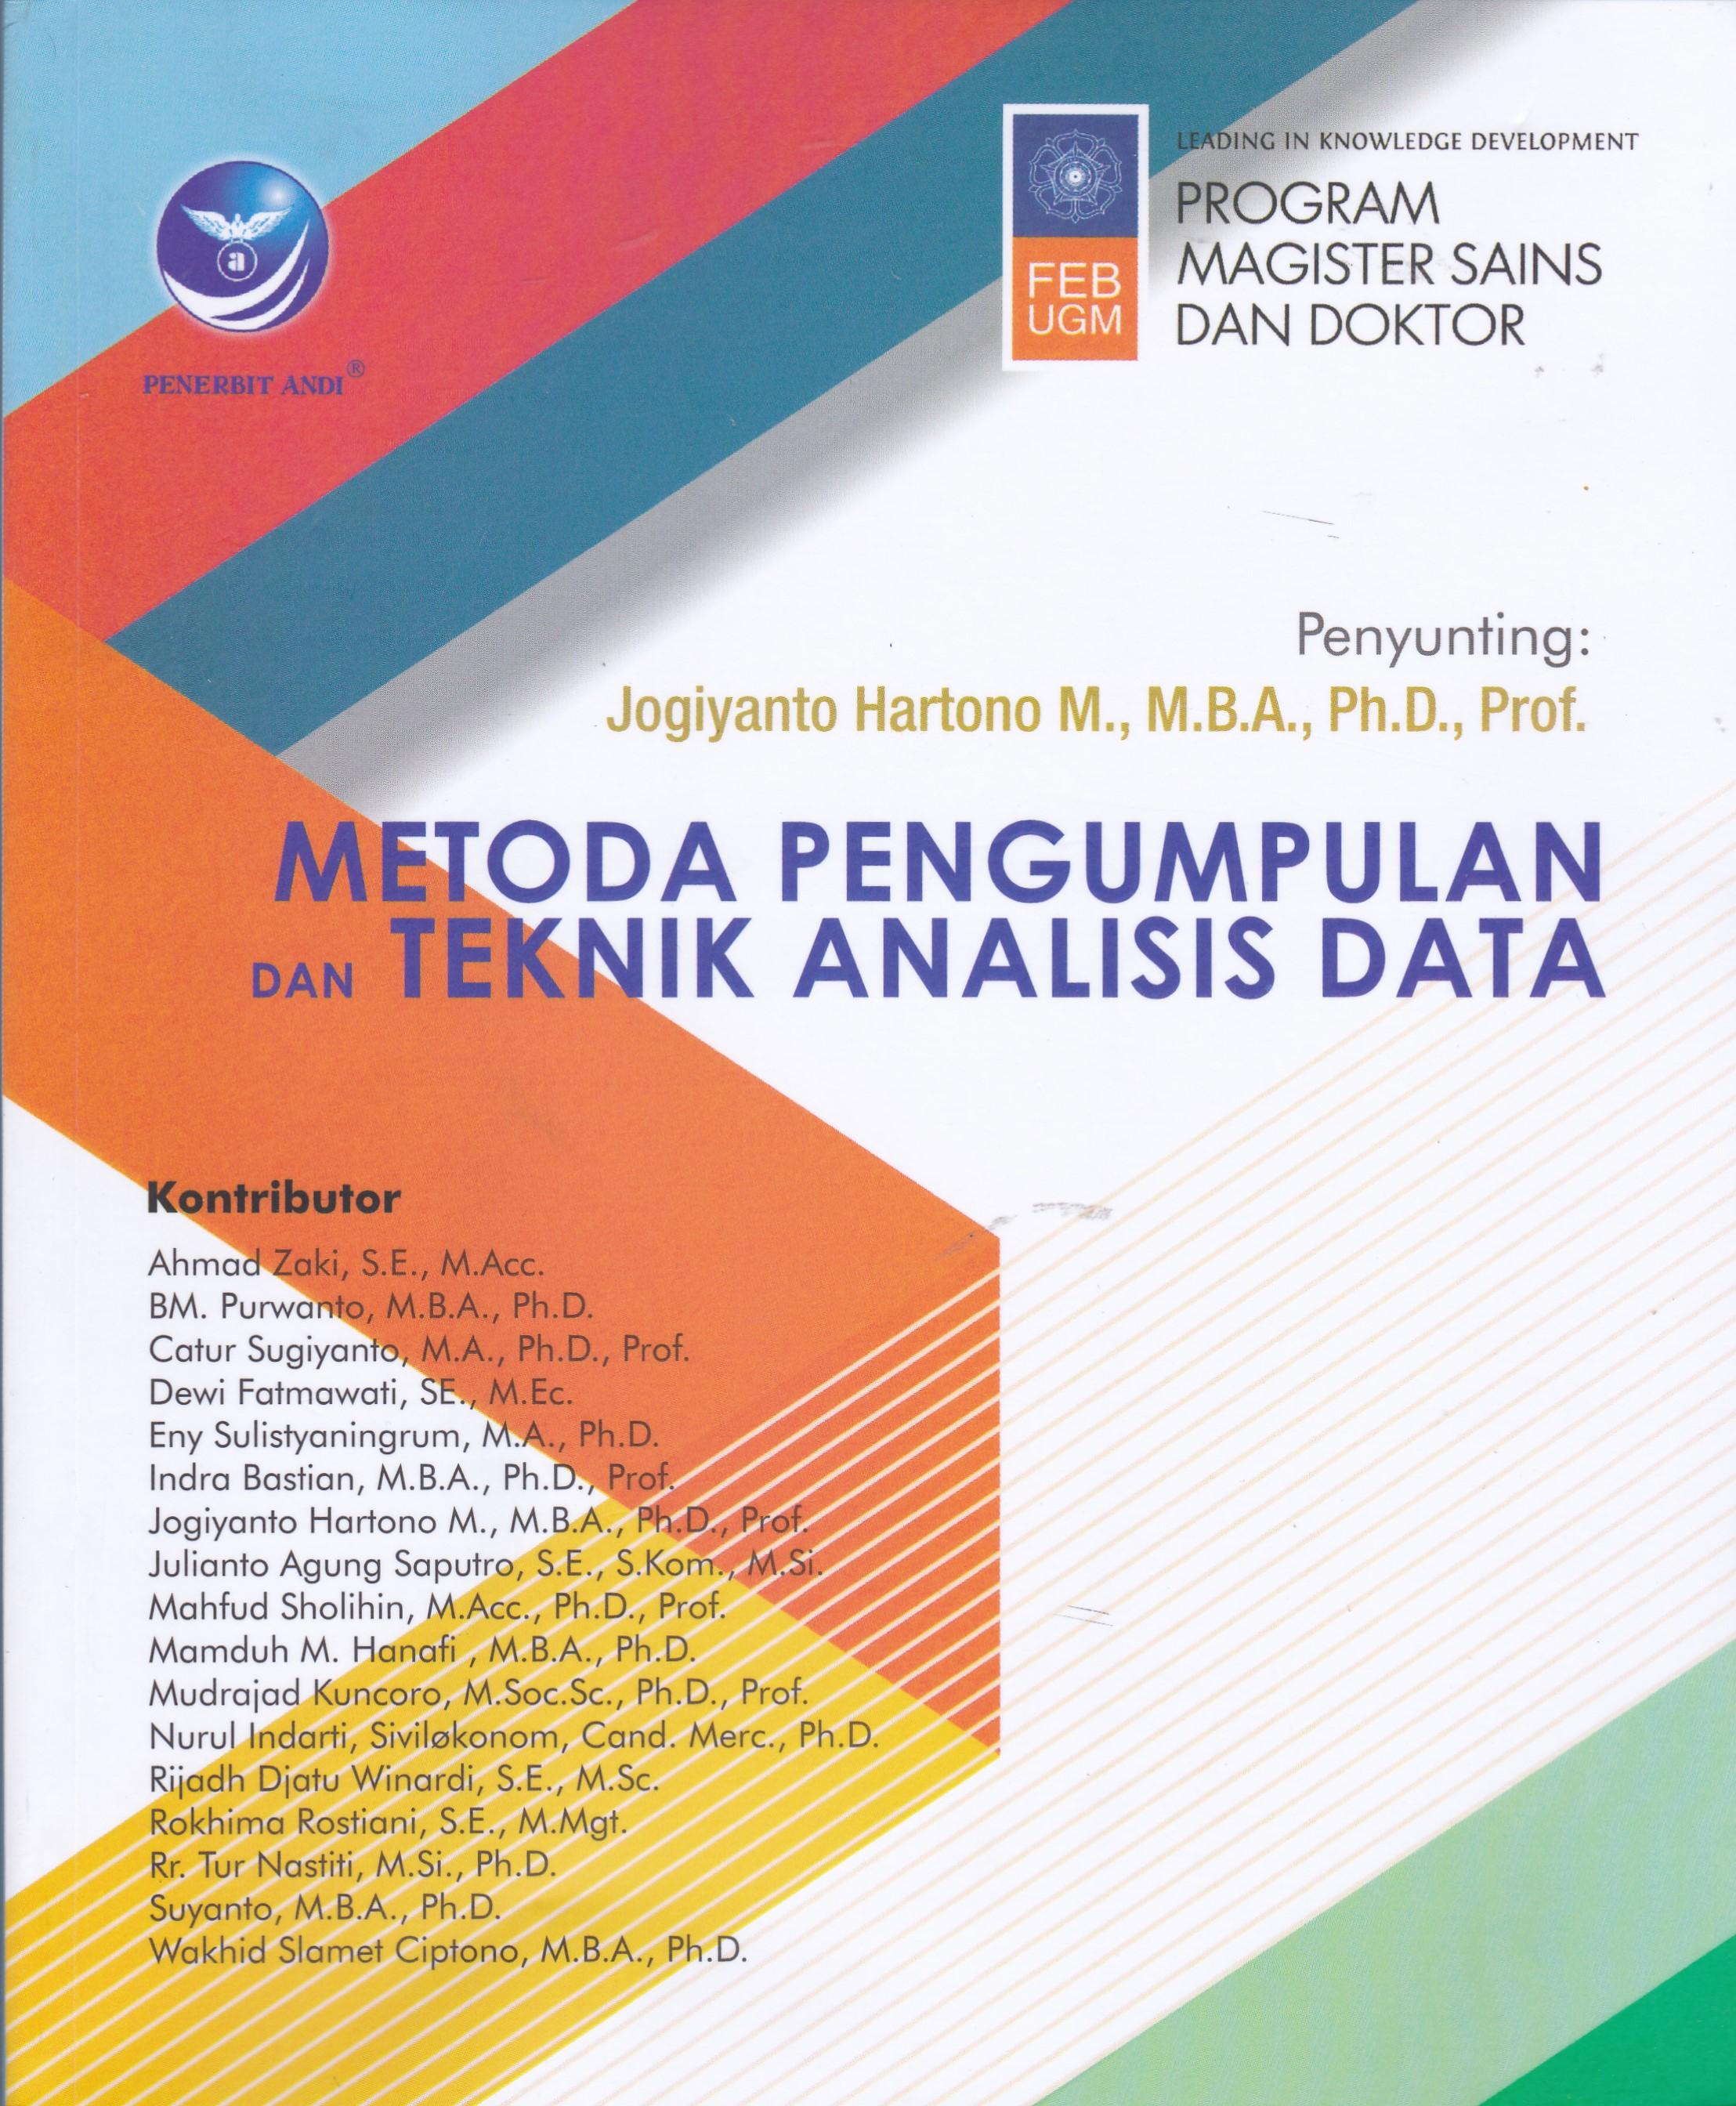 a
PENERBIT ANDI®
FEB
UGM
LEADING IN KNOWLEDGE DEVELOPMENT
PROGRAM
MAGISTER SAINS
DAN DOKTOR
Penyunting:
Jogiyanto Hartono M., M.B.A., Ph.D., Prof.
METODA PENGUMPULAN
DAN TEKNIK ANALISIS DATA
Kontributor
Ahmad Zaki, S.E., M.Acc.
BM. Purwanto, M.B.A., Ph.D.
Catur Sugiyanto, M.A., Ph.D., Prof.
Dewi Fatmawati, SE., M.Ec.
Eny Sulistyaningrum, M.A., Ph.D.
Indra Bastian, M.B.A., Ph.D., Prof.
Jogiyanto Hartono M., M.B.A., Ph.D., Prof.
Julianto Agung Saputro, S.E., S.Kom., M.Si.
Mahfud Sholihin, M.Acc., Ph.D., Prof.
Mamduh M. Hanafi , M.B.A., Ph.D.
Mudrajad Kuncoro, M.Soc.Sc., Ph.D., Prof.
Nurul Indarti, Siviløkonom, Cand. Merc., Ph.D.
Rijadh Djatu Winardi, S.E., M.Sc.
Rokhima Rostiani, S.E., M.Mgt.
Rr. Tur Nastiti, M.Si., Ph.D.
Suyanto, M.B.A., Ph.D.
Wakhid Slamet Ciptono, M.B.A., Ph.D.